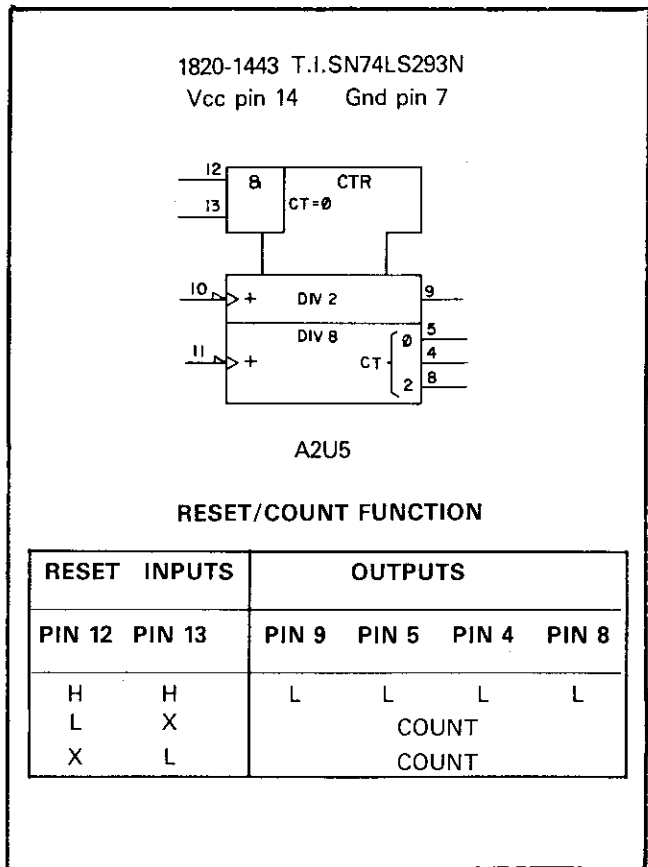 1820-1443 T.I.SN74LS293N
Vcc pin 14 Gnd pin 7
12 & CTR
13 CT=Ø
10 + DIV 2 9
DIV 8 Ø 5
11 + CT 4
2 8
A2U5
RESET/COUNT FUNCTION
RESET INPUTS OUTPUTS
PIN 12 PIN 13 PIN 9 PIN 5 PIN 4 PIN 8
H H L L L L
L X COUNT
X L COUNT